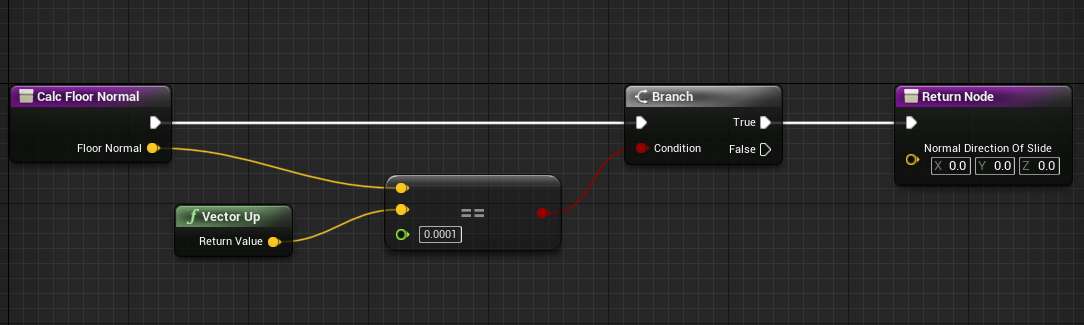 Calc Floor Normal
Floor Normal
f Vector Up
Return Value
==
0.0001
Branch
True
Condition
False
Return Node
Normal Direction Of Slide
X 0.0 Y 0.0 Z 0.0